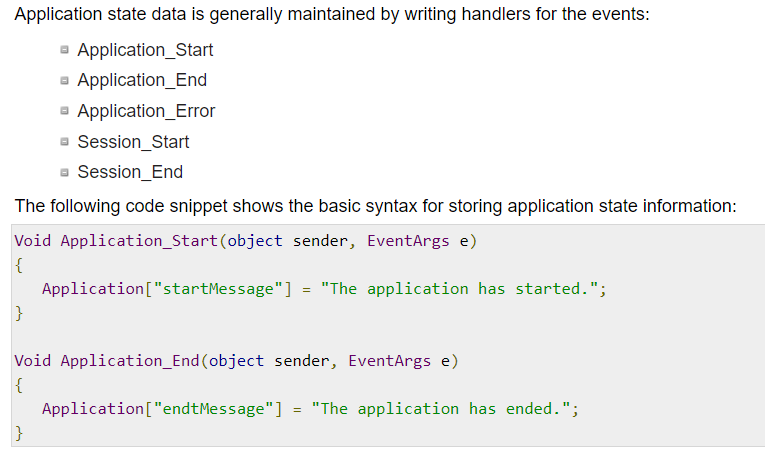 Application state data is generally maintained by writing handlers for the events:
Application_Start
Application_End
Application_Error
Session_Start
Session_End
The following code snippet shows the basic syntax for storing application state information:
Void Application_Start(object sender, EventArgs e)
{
   Application["startMessage"] = "The application has started.";
}

Void Application_End(object sender, EventArgs e)
{
   Application["endtMessage"] = "The application has ended.";
}